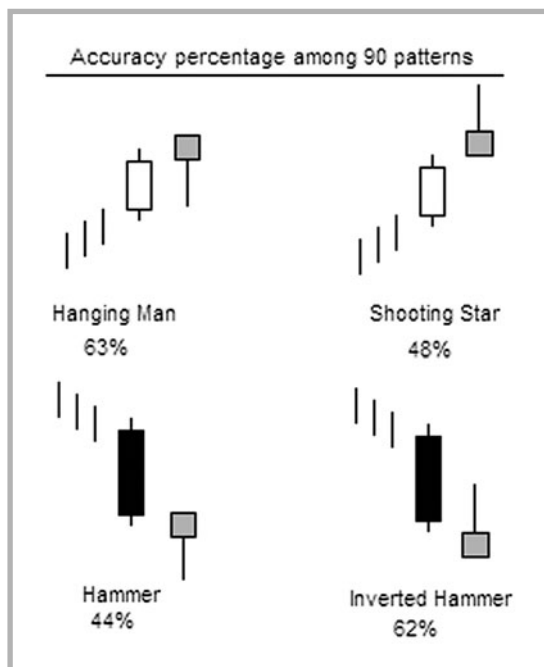 Accuracy percentage among 90 patterns
Hanging Man
63%
Shooting Star
48%
Hammer
44%
Inverted Hammer
62%